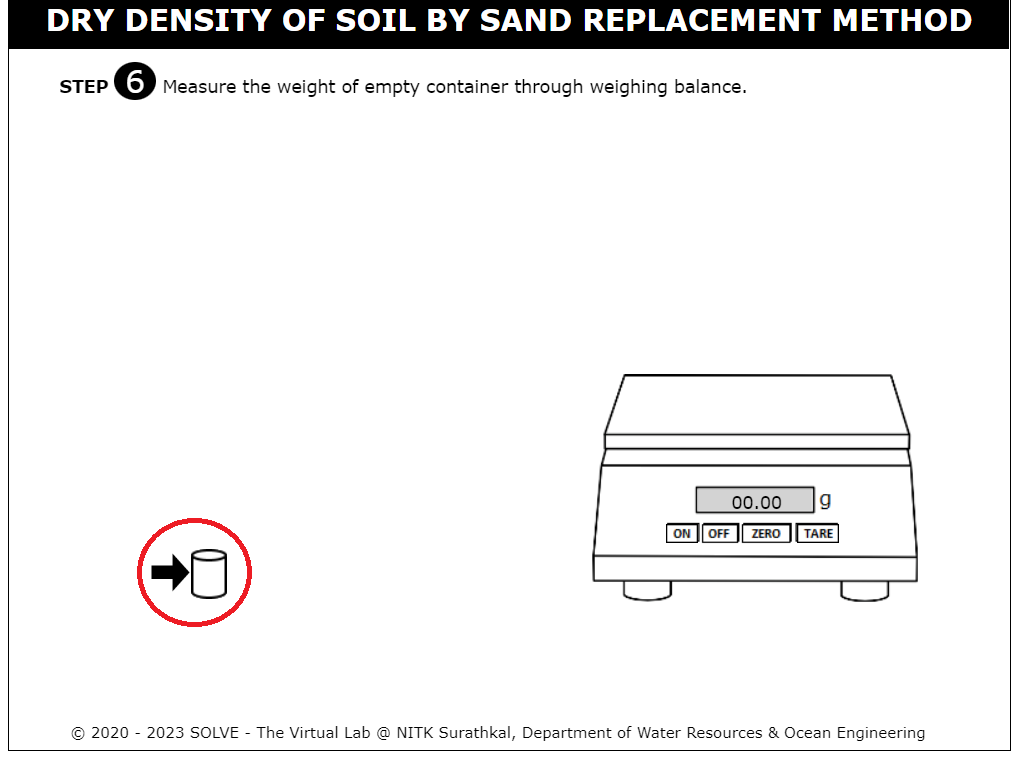 DRY DENSITY OF SOIL BY SAND REPLACEMENT METHOD
STEP 6 Measure the weight of empty container through weighing balance.
00.00 g
ON OFF ZERO TARE
© 2020 - 2023 SOLVE - The Virtual Lab @ NITK Surathkal, Department of Water Resources & Ocean Engineering